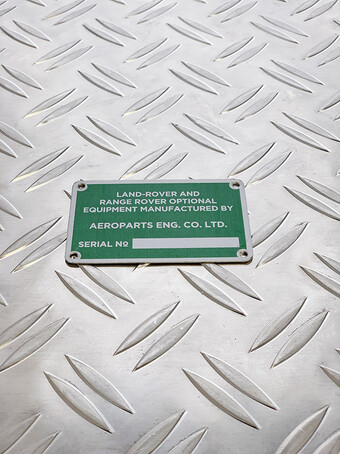 LAND-ROVER AND
RANGE ROVER OPTIONAL
EQUIPMENT MANUFACTURED BY
AEROPARTS ENG. CO. LTD.
SERIAL Nº